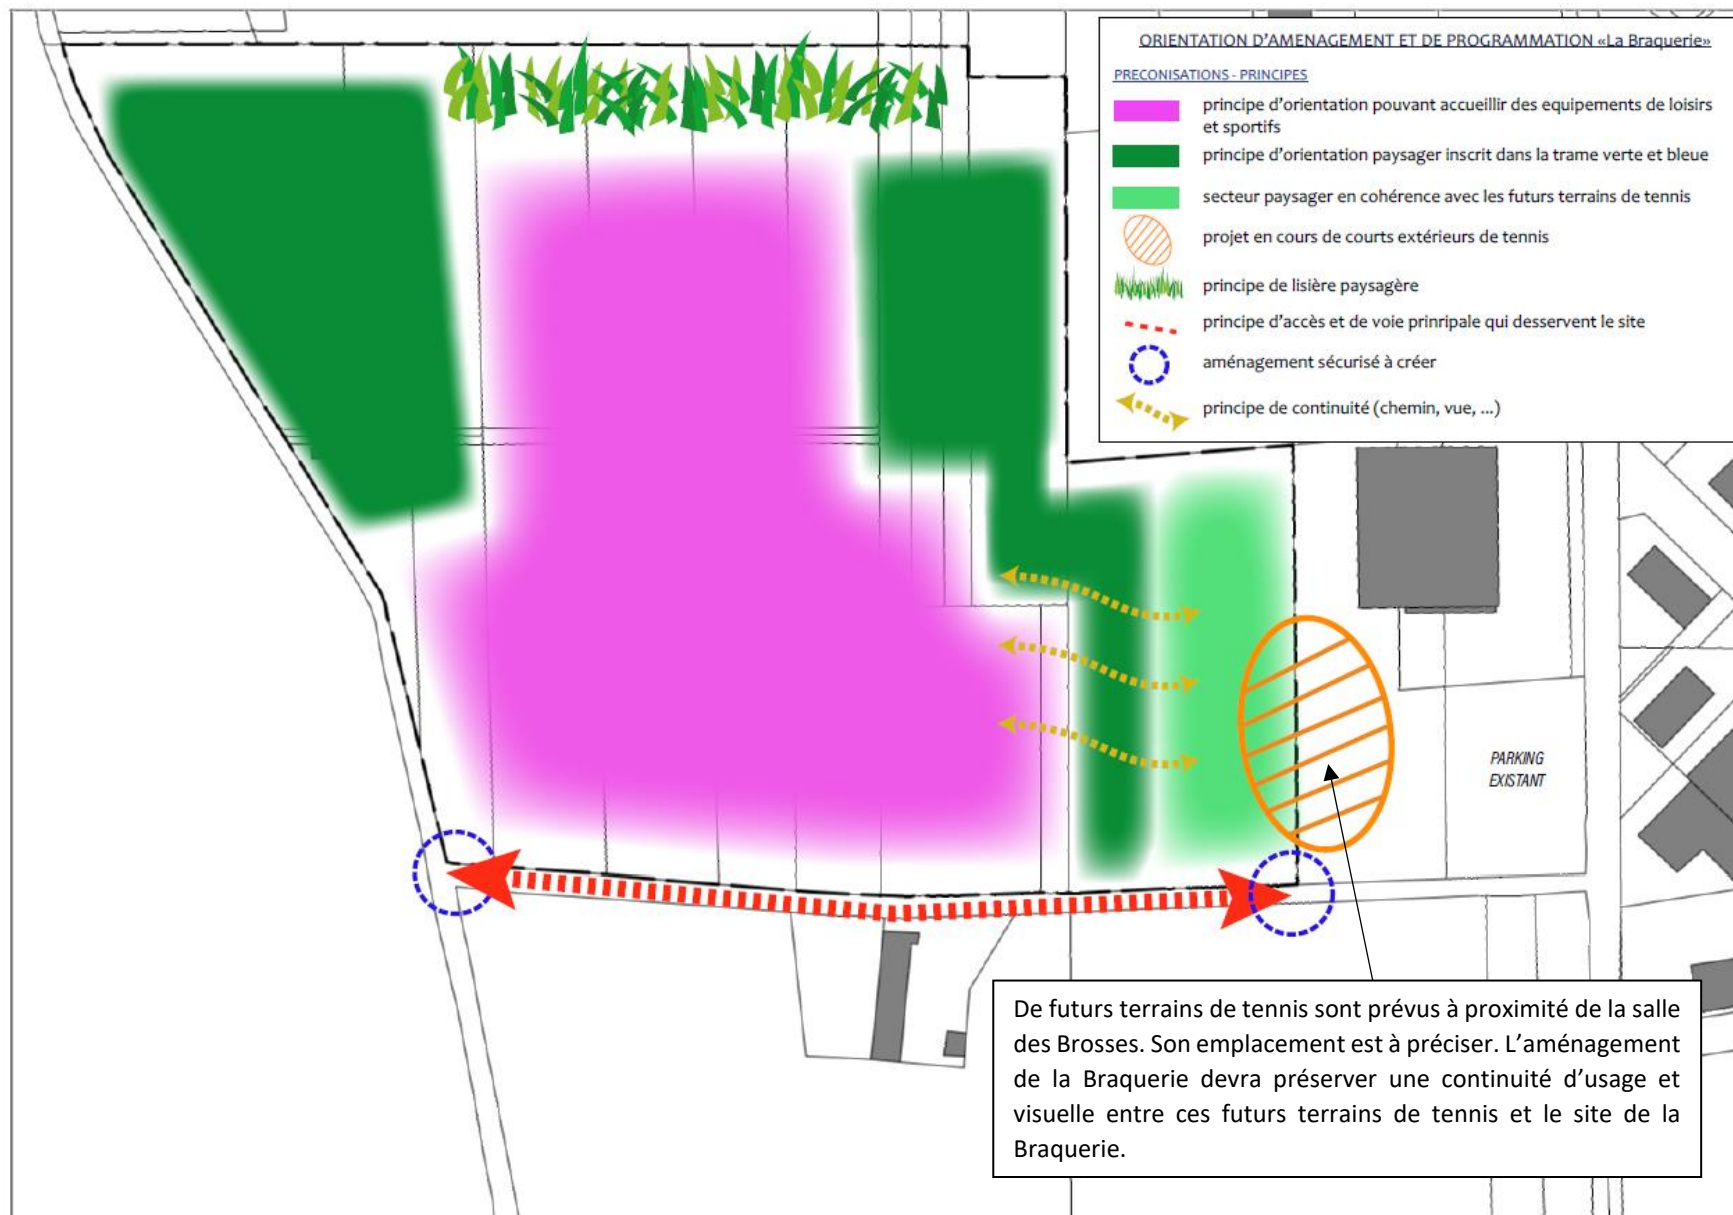 ORIENTATION D'AMENAGEMENT ET DE PROGRAMMATION «La Braquerie»
PRECONISATIONS - PRINCIPES
principe d'orientation pouvant accueillir des equipements de loisirs
et sportifs
principe d'orientation paysager inscrit dans la trame verte et bleue
secteur paysager en cohérence avec les futurs terrains de tennis
projet en cours de courts extérieurs de tennis
principe de lisière paysagère
principe d'accès et de voie prinripale qui desservent le site
aménagement sécurisé à créer
principe de continuité (chemin, vue, ...)
PARKING
EXISTANT
De futurs terrains de tennis sont prévus à proximité de la salle
des Brosses. Son emplacement est à préciser. L'aménagement
de la Braquerie devra préserver une continuité d'usage et
visuelle entre ces futurs terrains de tennis et le site de la
Braquerie.